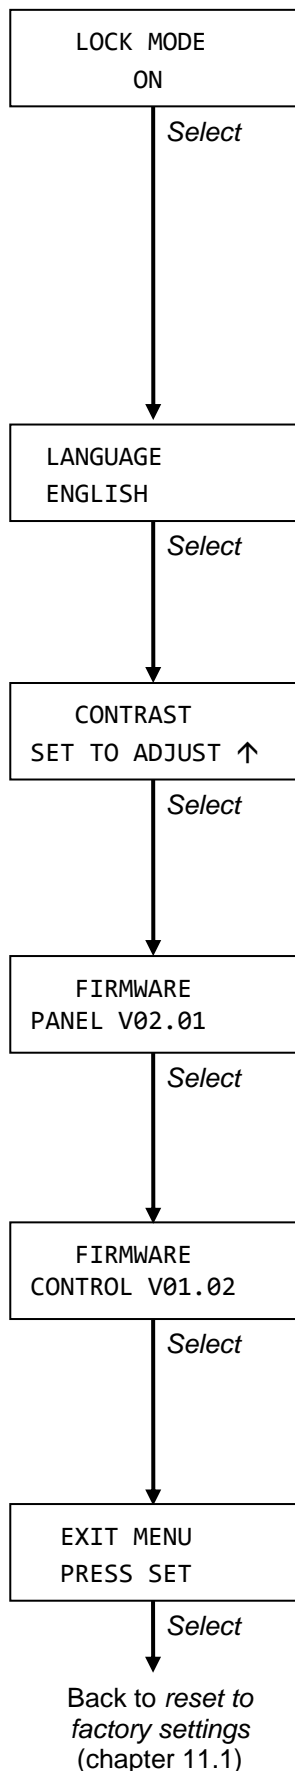 LOCK MODE
ON
Select
LANGUAGE
ENGLISH
Select
CONTRAST
SET TO ADJUST ↑
Select
FIRMWARE
PANEL V02.01
Select
FIRMWARE
CONTROL V01.02
Select
EXIT MENU
PRESS SET
Select
Back to reset to
factory settings
(chapter 11.1)